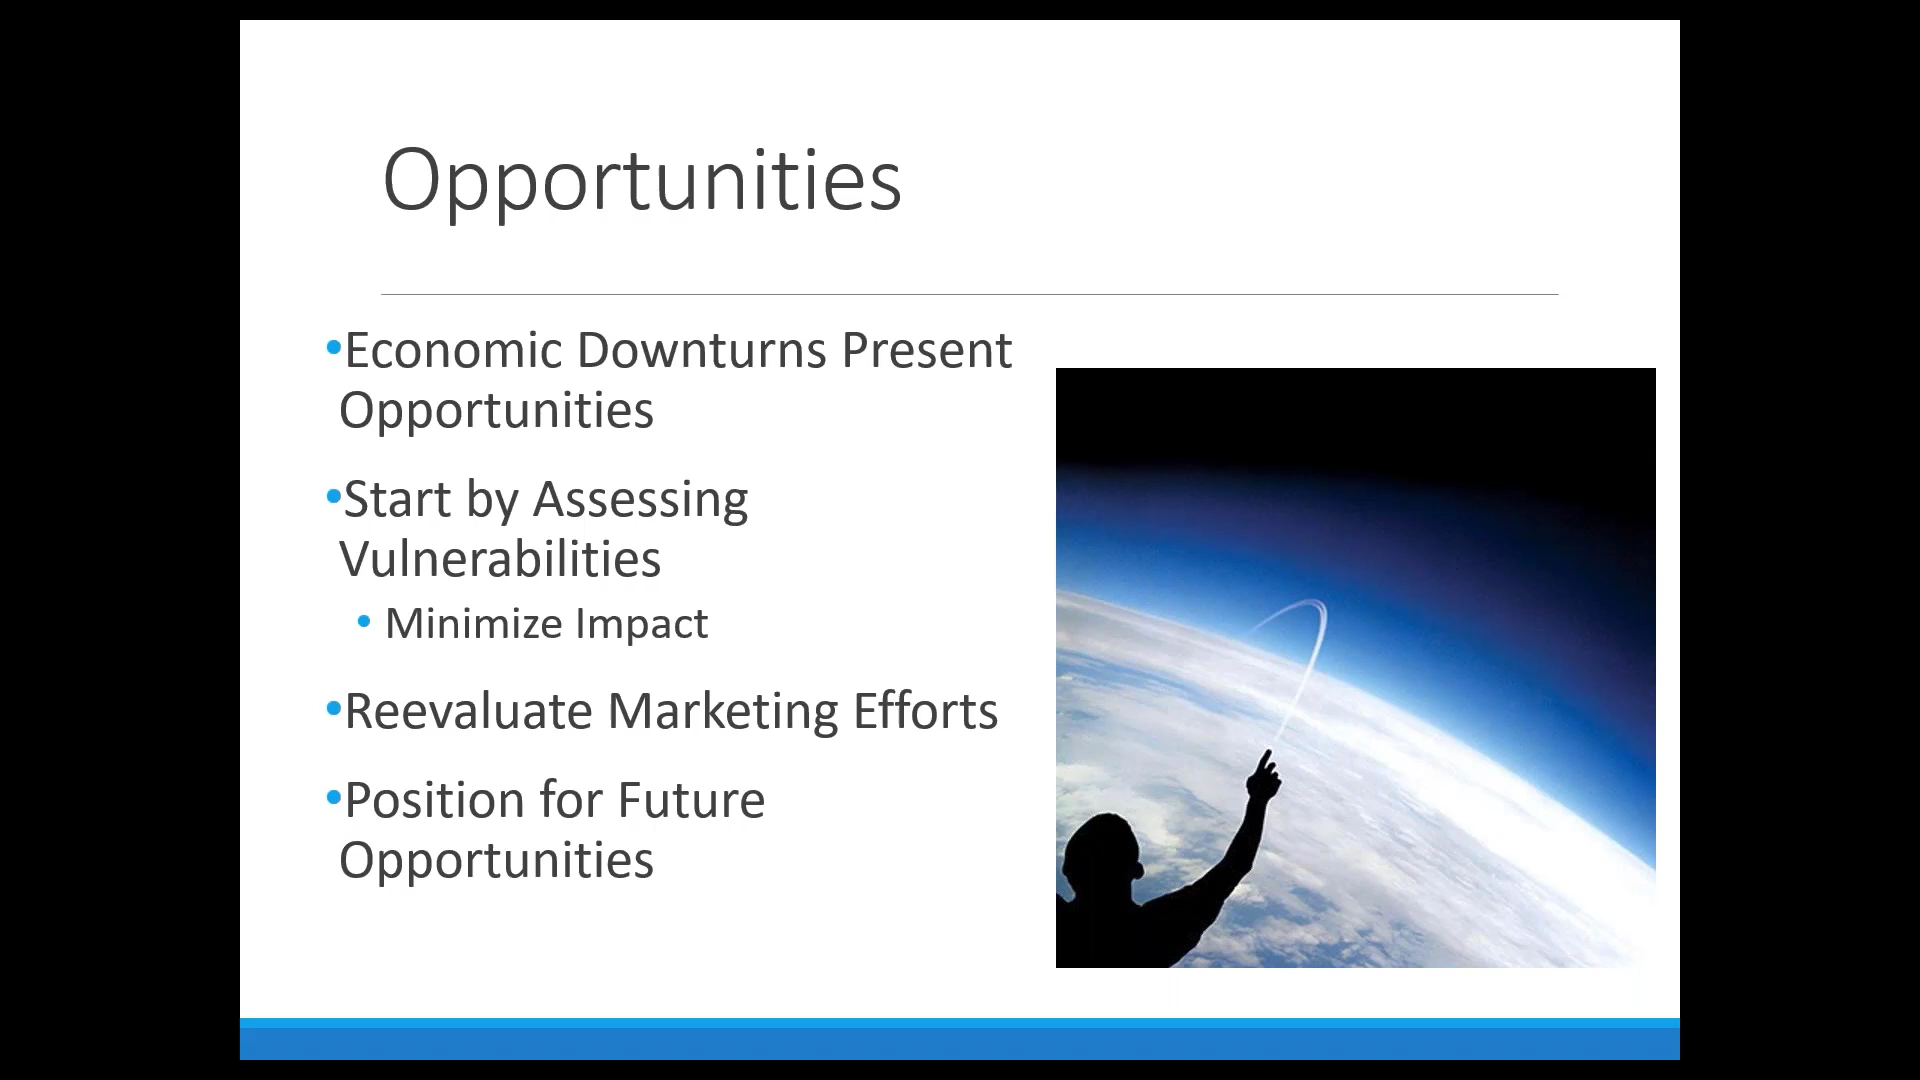 Opportunities
•Economic Downturns Present
Opportunities
•Start by Assessing
Vulnerabilities
• Minimize Impact
•Reevaluate Marketing Efforts
•Position for Future
Opportunities